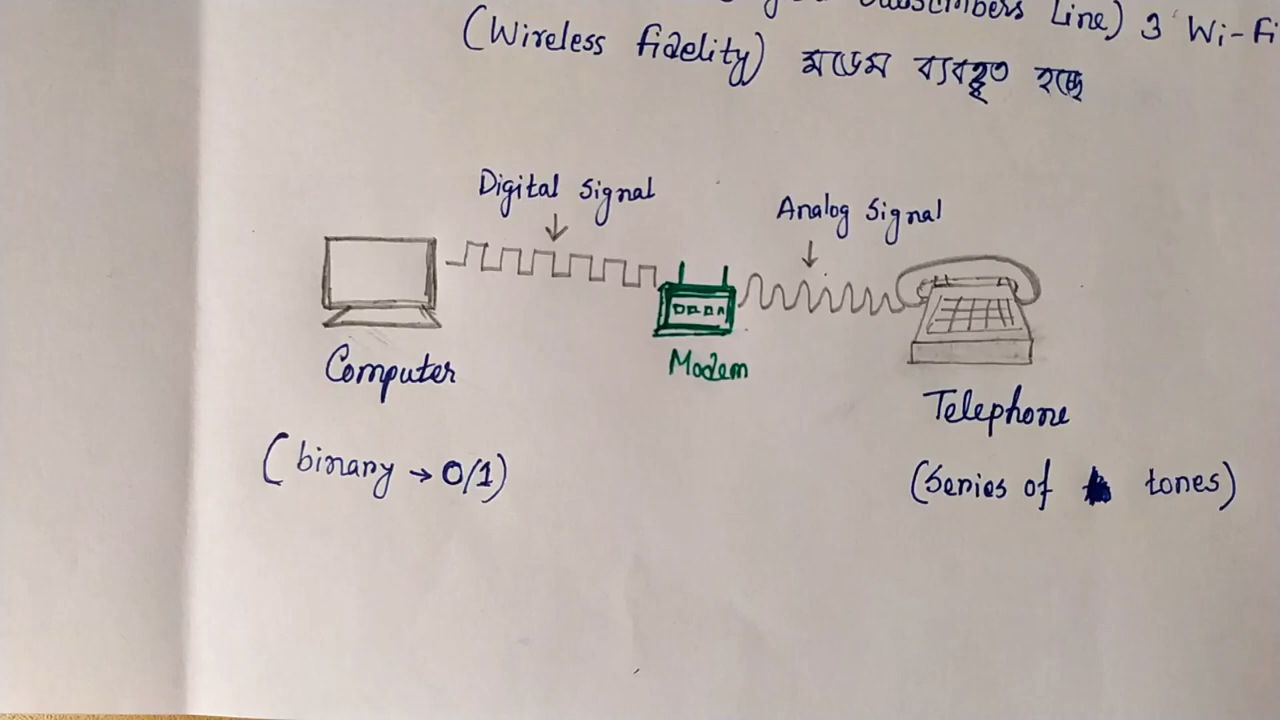 Subscribers Line) ও Wi-Fi
(Wireless fidelity) মডেম ব্যবহৃত হচ্ছে
Digital Signal
Analog Signal
Computer
Modem
Telephone
(binary → 0/1)
(Series of tones)